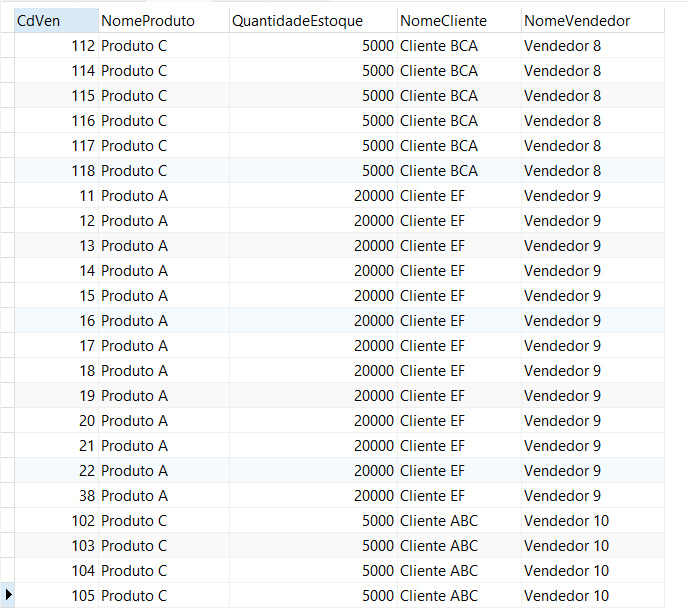 CdVen NomeProduto QuantidadeEstoque NomeCliente NomeVendedor
112 Produto C 5000 Cliente BCA Vendedor 8
114 Produto C 5000 Cliente BCA Vendedor 8
115 Produto C 5000 Cliente BCA Vendedor 8
116 Produto C 5000 Cliente BCA Vendedor 8
117 Produto C 5000 Cliente BCA Vendedor 8
118 Produto C 5000 Cliente BCA Vendedor 8
11 Produto A 20000 Cliente EF Vendedor 9
12 Produto A 20000 Cliente EF Vendedor 9
13 Produto A 20000 Cliente EF Vendedor 9
14 Produto A 20000 Cliente EF Vendedor 9
15 Produto A 20000 Cliente EF Vendedor 9
16 Produto A 20000 Cliente EF Vendedor 9
17 Produto A 20000 Cliente EF Vendedor 9
18 Produto A 20000 Cliente EF Vendedor 9
19 Produto A 20000 Cliente EF Vendedor 9
20 Produto A 20000 Cliente EF Vendedor 9
21 Produto A 20000 Cliente EF Vendedor 9
22 Produto A 20000 Cliente EF Vendedor 9
38 Produto A 20000 Cliente EF Vendedor 9
102 Produto C 5000 Cliente ABC Vendedor 10
103 Produto C 5000 Cliente ABC Vendedor 10
104 Produto C 5000 Cliente ABC Vendedor 10
105 Produto C 5000 Cliente ABC Vendedor 10